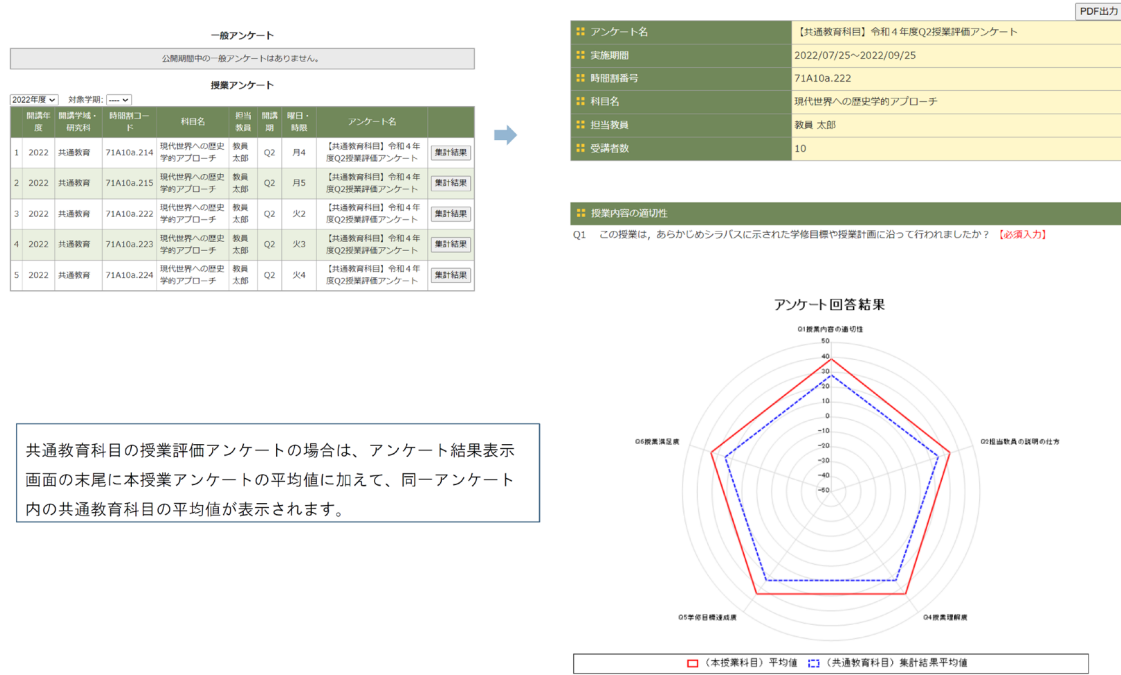 一般アンケート
公開期間中の一般アンケートはありません。
授業アンケート
2022年度 対象学期: ----
開講年度 開講学域・研究科 時間割コード 科目名 担当教員 開講期 曜日・時限 アンケート名
1 2022 共通教育 71A10a.214 現代世界への歴史学的アプローチ 教員太郎 Q2 月4 【共通教育科目】令和4年度Q2授業評価アンケート 集計結果
2 2022 共通教育 71A10a.215 現代世界への歴史学的アプローチ 教員太郎 Q2 月5 【共通教育科目】令和4年度Q2授業評価アンケート 集計結果
3 2022 共通教育 71A10a.222 現代世界への歴史学的アプローチ 教員太郎 Q2 火2 【共通教育科目】令和4年度Q2授業評価アンケート 集計結果
4 2022 共通教育 71A10a.223 現代世界への歴史学的アプローチ 教員太郎 Q2 火3 【共通教育科目】令和4年度Q2授業評価アンケート 集計結果
5 2022 共通教育 71A10a.224 現代世界への歴史学的アプローチ 教員太郎 Q2 火4 【共通教育科目】令和4年度Q2授業評価アンケート 集計結果
共通教育科目の授業評価アンケートの場合は、アンケート結果表示
画面の末尾に本授業アンケートの平均値に加えて、同一アンケート
内の共通教育科目の平均値が表示されます。
PDF出力
アンケート名 【共通教育科目】令和４年度Q2授業評価アンケート
実施期間 2022/07/25～2022/09/25
時間割番号 71A10a.222
科目名 現代世界への歴史学的アプローチ
担当教員 教員 太郎
受講者数 10
授業内容の適切性
Q1 この授業は，あらかじめシラバスに示された学修目標や授業計画に沿って行われましたか？ 【必須入力】
アンケート回答結果
Q1授業内容の適切性
50
40
30
20
10
0
-10
-20
-30
-40
-50
Q6授業満足度
Q2担当教員の説明の仕方
Q5学修目標達成度
Q4授業理解度
（本授業科目）平均値 （共通教育科目）集計結果平均値